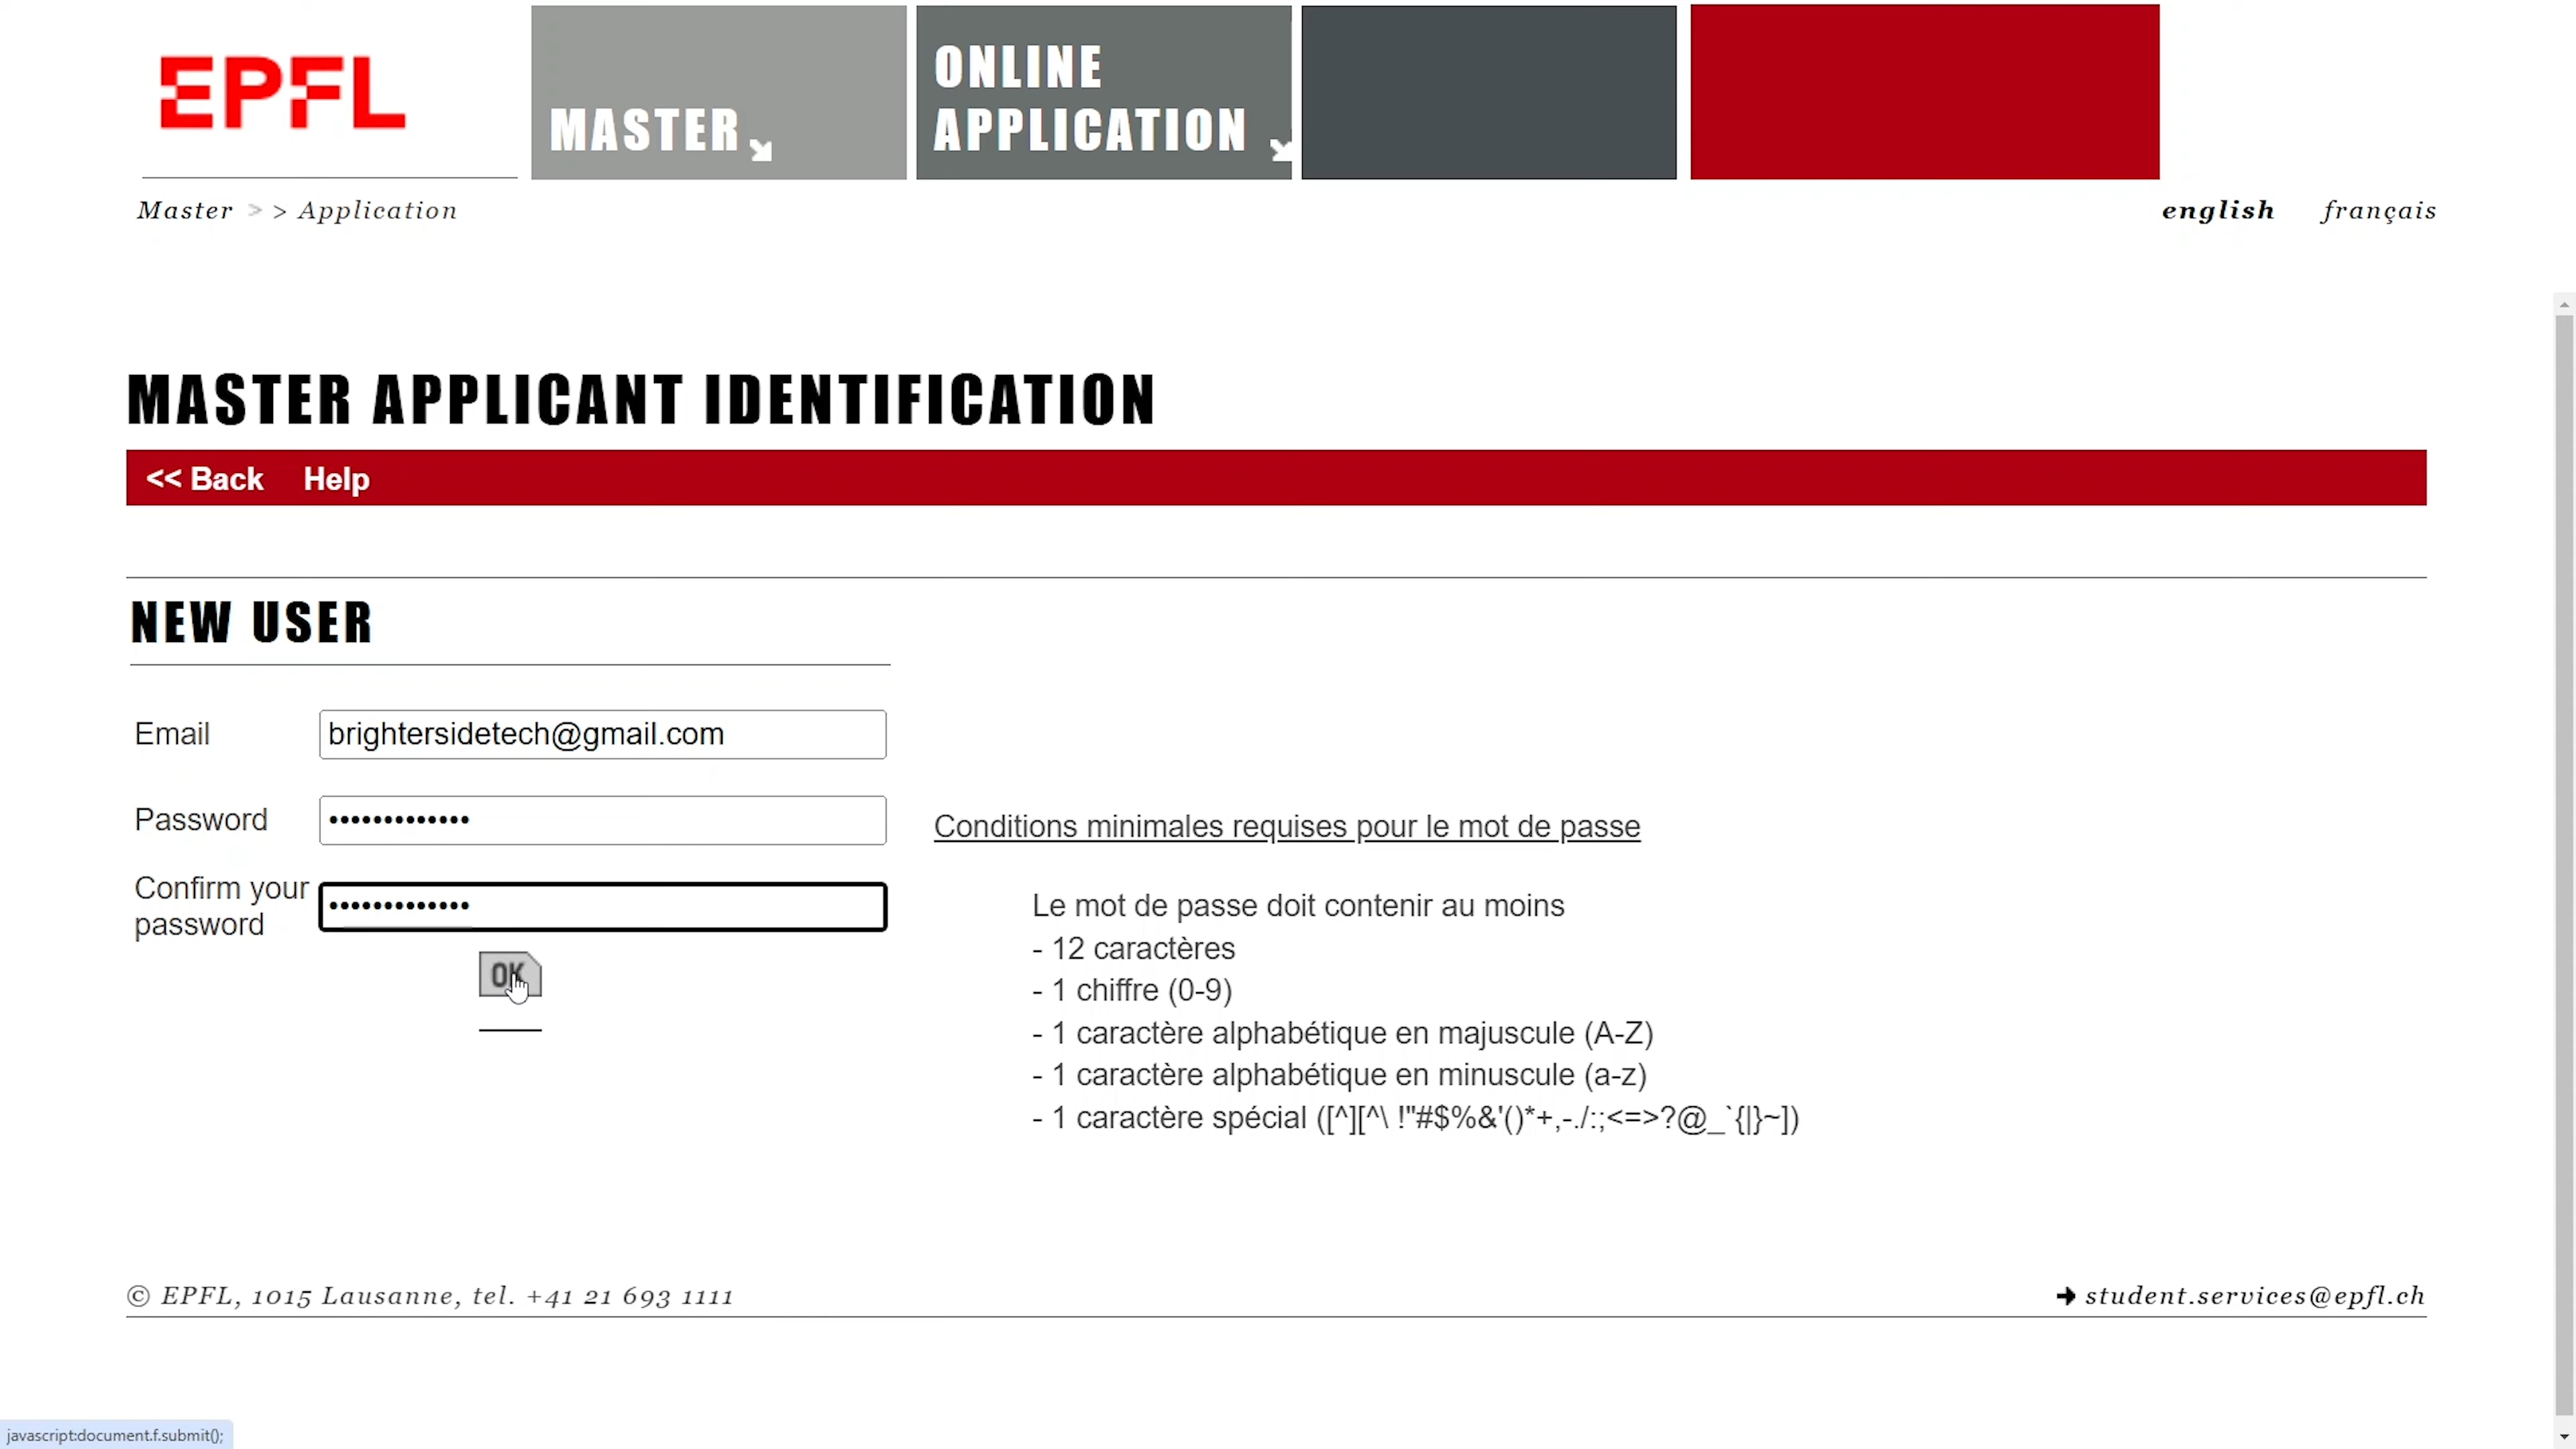 EPFL
MASTER
ONLINE
APPLICATION
Master > > Application
english français
MASTER APPLICANT IDENTIFICATION
<< Back Help
NEW USER
Email brightersidetech@gmail.com
Password •••••••••••••
Conditions minimales requises pour le mot de passe
Confirm your
password •••••••••••••
OK
Le mot de passe doit contenir au moins
- 12 caractères
- 1 chiffre (0-9)
- 1 caractère alphabétique en majuscule (A-Z)
- 1 caractère alphabétique en minuscule (a-z)
- 1 caractère spécial ([^][^\ !"#$%&'()*+,-./:;<=>?@_`{|}~])
© EPFL, 1015 Lausanne, tel. +41 21 693 1111
student.services@epfl.ch
javascript:document.f.submit();